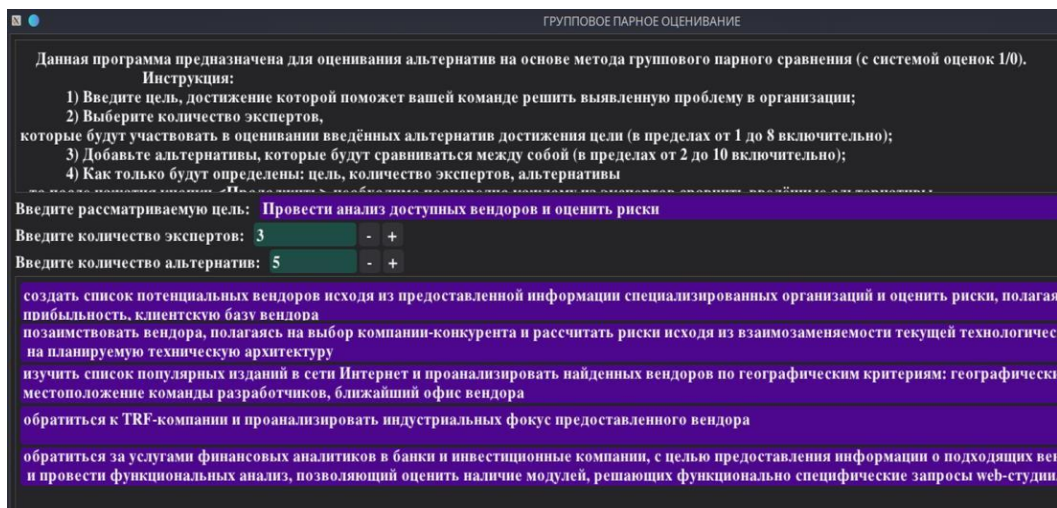 ГРУППОВОЕ ПАРНОЕ ОЦЕНИВАНИЕ
Данная программа предназначена для оценивания альтернатив на основе метода группового парного сравнения (с системой оценок 1/0).
Инструкция:
1) Введите цель, достижение которой поможет вашей команде решить выявленную проблему в организации;
2) Выберите количество экспертов,
которые будут участвовать в оценивании введённых альтернатив достижения цели (в пределах от 1 до 8 включительно);
3) Добавьте альтернативы, которые будут сравниваться между собой (в пределах от 2 до 10 включительно);
4) Как только будут определены: цель, количество экспертов, альтернативы
Введите рассматриваемую цель: Провести анализ доступных вендоров и оценить риски
Введите количество экспертов: 3 - +
Введите количество альтернатив: 5 - +
создать список потенциальных вендоров исходя из предоставленной информации специализированных организаций и оценить риски, полагая
прибыльность, клиентскую базу вендора
позаимствовать вендора, полагаясь на выбор компании-конкурента и рассчитать риски исходя из взаимозаменяемости текущей технологичес
на планируемую техническую архитектуру
изучить список популярных изданий в сети Интернет и проанализировать найденных вендоров по географическим критериям: географически
местоположение команды разработчиков, ближайший офис вендора
обратиться к TRF-компании и проанализировать индустриальных фокус предоставленного вендора
обратиться за услугами финансовых аналитиков в банки и инвестиционные компании, с целью предоставления информации о подходящих вен
и провести функциональных анализ, позволяющий оценить наличие модулей, решающих функционально специфические запросы web-студии